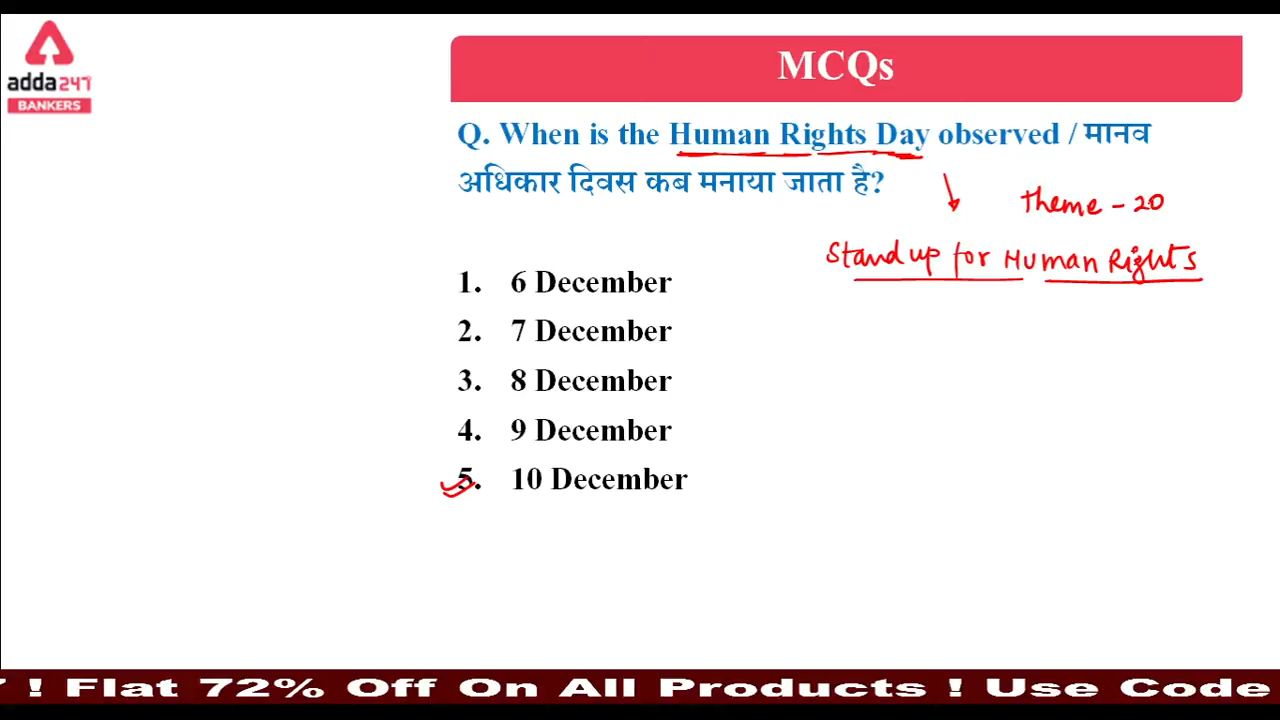 adda247
BANKERS
MCQs
Q. When is the Human Rights Day observed / मानव
अधिकार दिवस कब मनाया जाता है?
Theme - 20
Stand up for Human Rights
1. 6 December
2. 7 December
3. 8 December
4. 9 December
5. 10 December
! Flat 72% Off On All Products ! Use Code